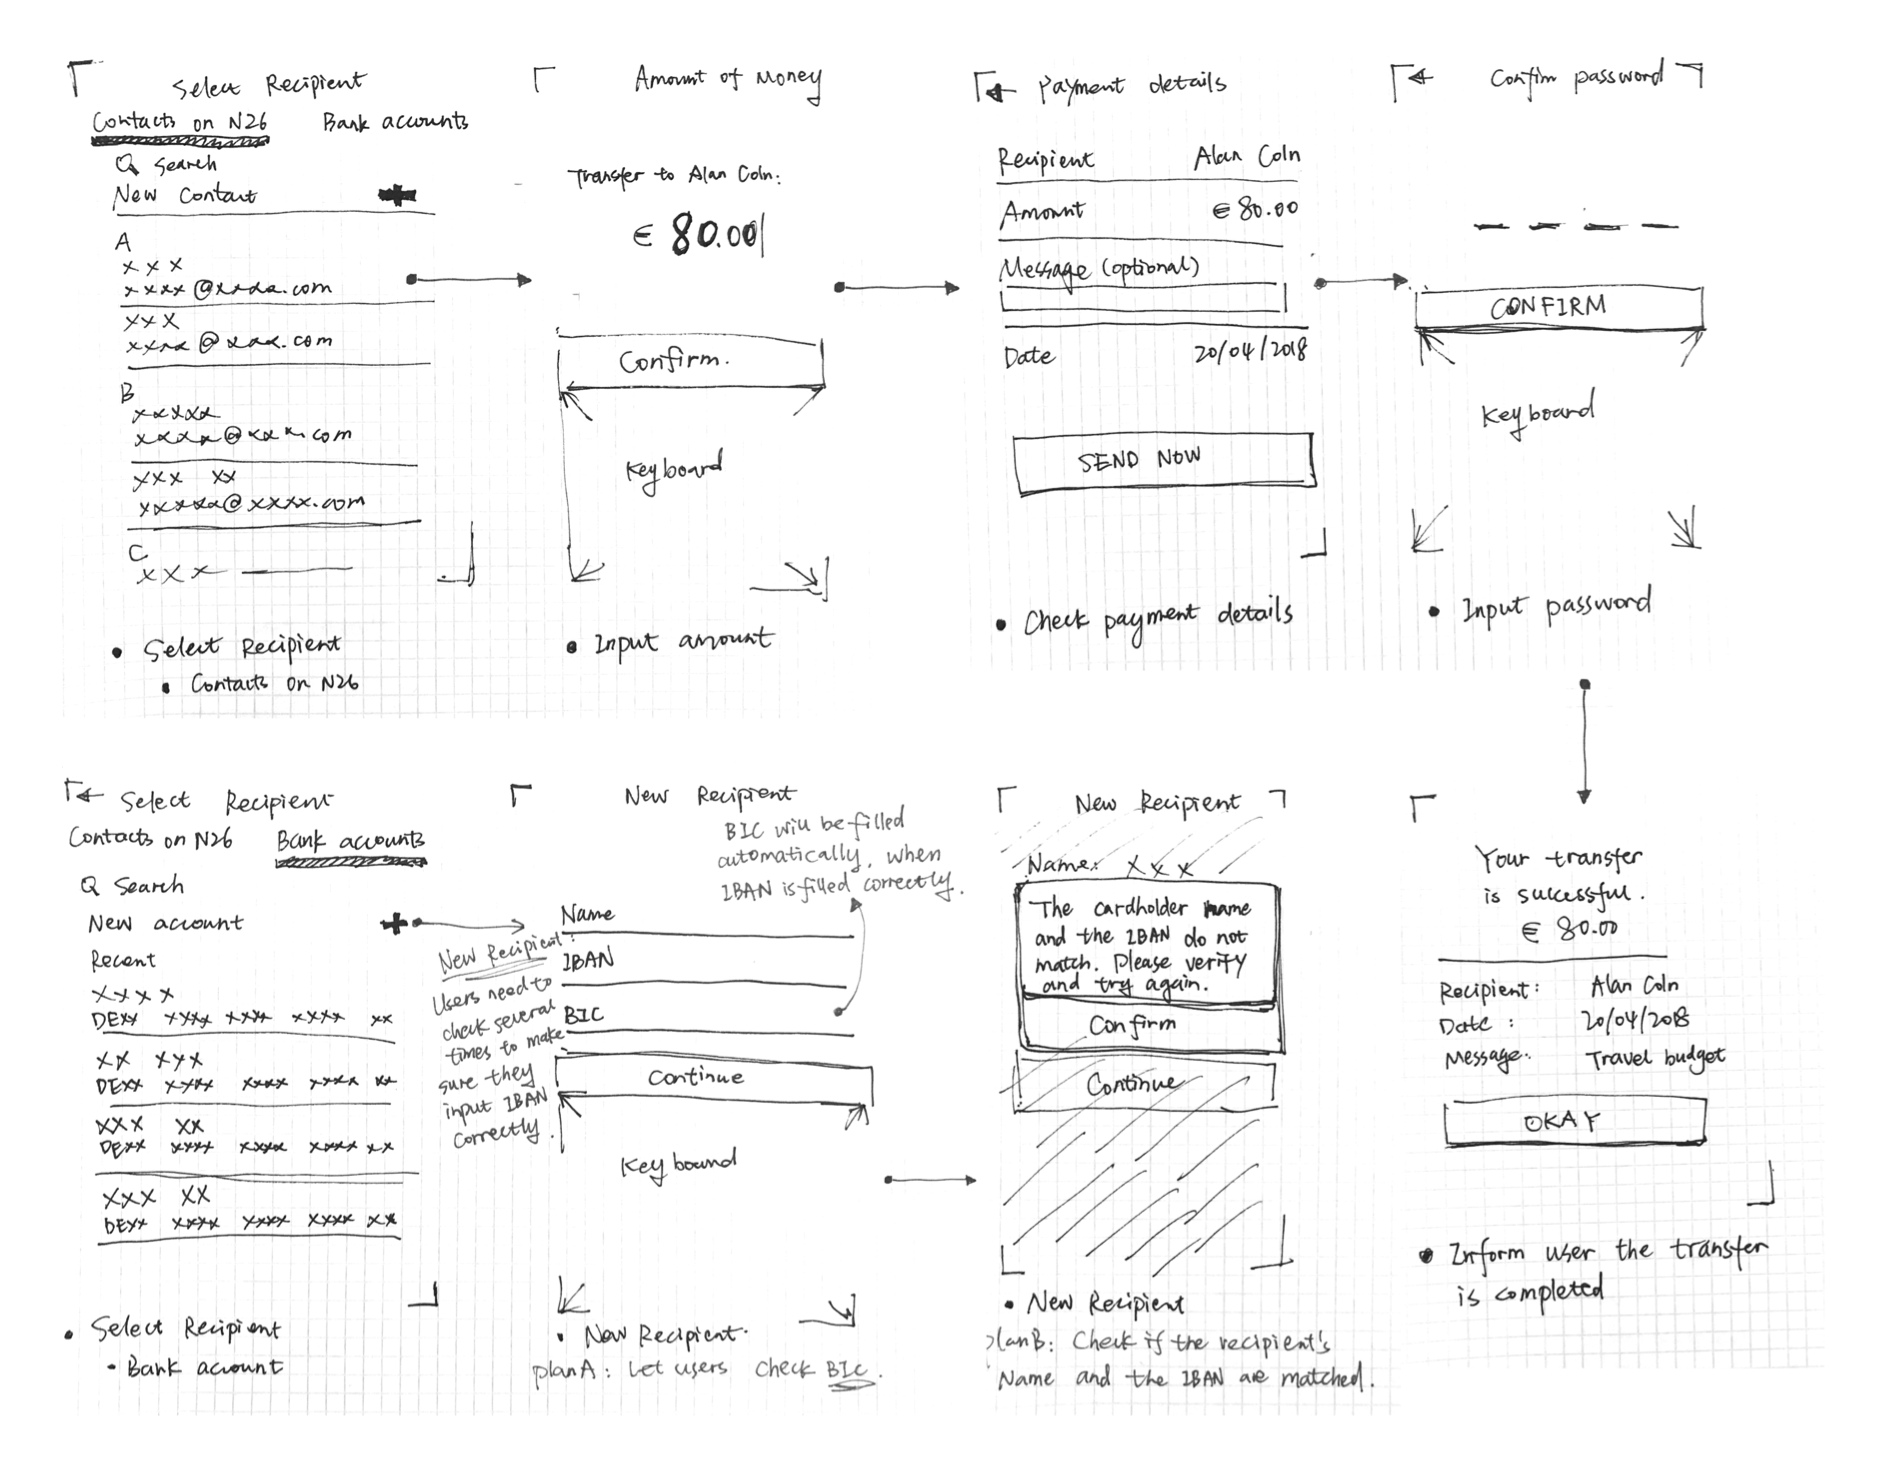 Select Recipient
Contacts on N26 Bank accounts
Search
New Contact
A
x x x
xxxx@xxxx.com
xxx
xxxx@xxx.com
B
xxxxx
xxxxx@xxxx.com
xxx xx
xxxxxx@xxxx.com
C
xxx
• Select Recipient
• Contacts on N26
Amount of Money
Transfer to Alan Coln:
€ 80.00
Confirm.
Keyboard
• Input amount
Payment details
Recipient Alan Coln
Amount € 80.00
Message (optional)
Date 20/04/2018
SEND NOW
• Check payment details
Confim password
CONFIRM
Keyboard
• Input password
Select Recipient
Contacts on N26 Bank accounts
Search
New account
Recent
XXXX
DEXX XXXX XXXX XXXX XX
XX XXX
DEXX XXXX XXXX XXXX XX
XXX XX
DEXX XXXX XXXX XXXX XX
XXX XX
DEXX XXXX XXXX XXXX XX
• Select Recipient
• Bank account
New Recipient:
Users need to
check several
times to make
sure they
input IBAN
Correctly.
New Recipient
BIC will be filled
automatically, when
IBAN is filled correctly.
Name
IBAN
BIC
Continue
Keyboand
• New Recipient.
planA: Let users check BIC.
New Recipient
Name: XXX
The cardholder name
and the IBAN do not
match. Please verify
and try again.
Confirm
Continue
• New Recipient
planB: Check if the recipient's
Name and the IBAN are matched.
Your transfer
is successful.
€ 80.00
Recipient: Alan Coln
Date: 20/04/2018
Message: Travel budget
OKAY
• Inform user the transfer
is completed